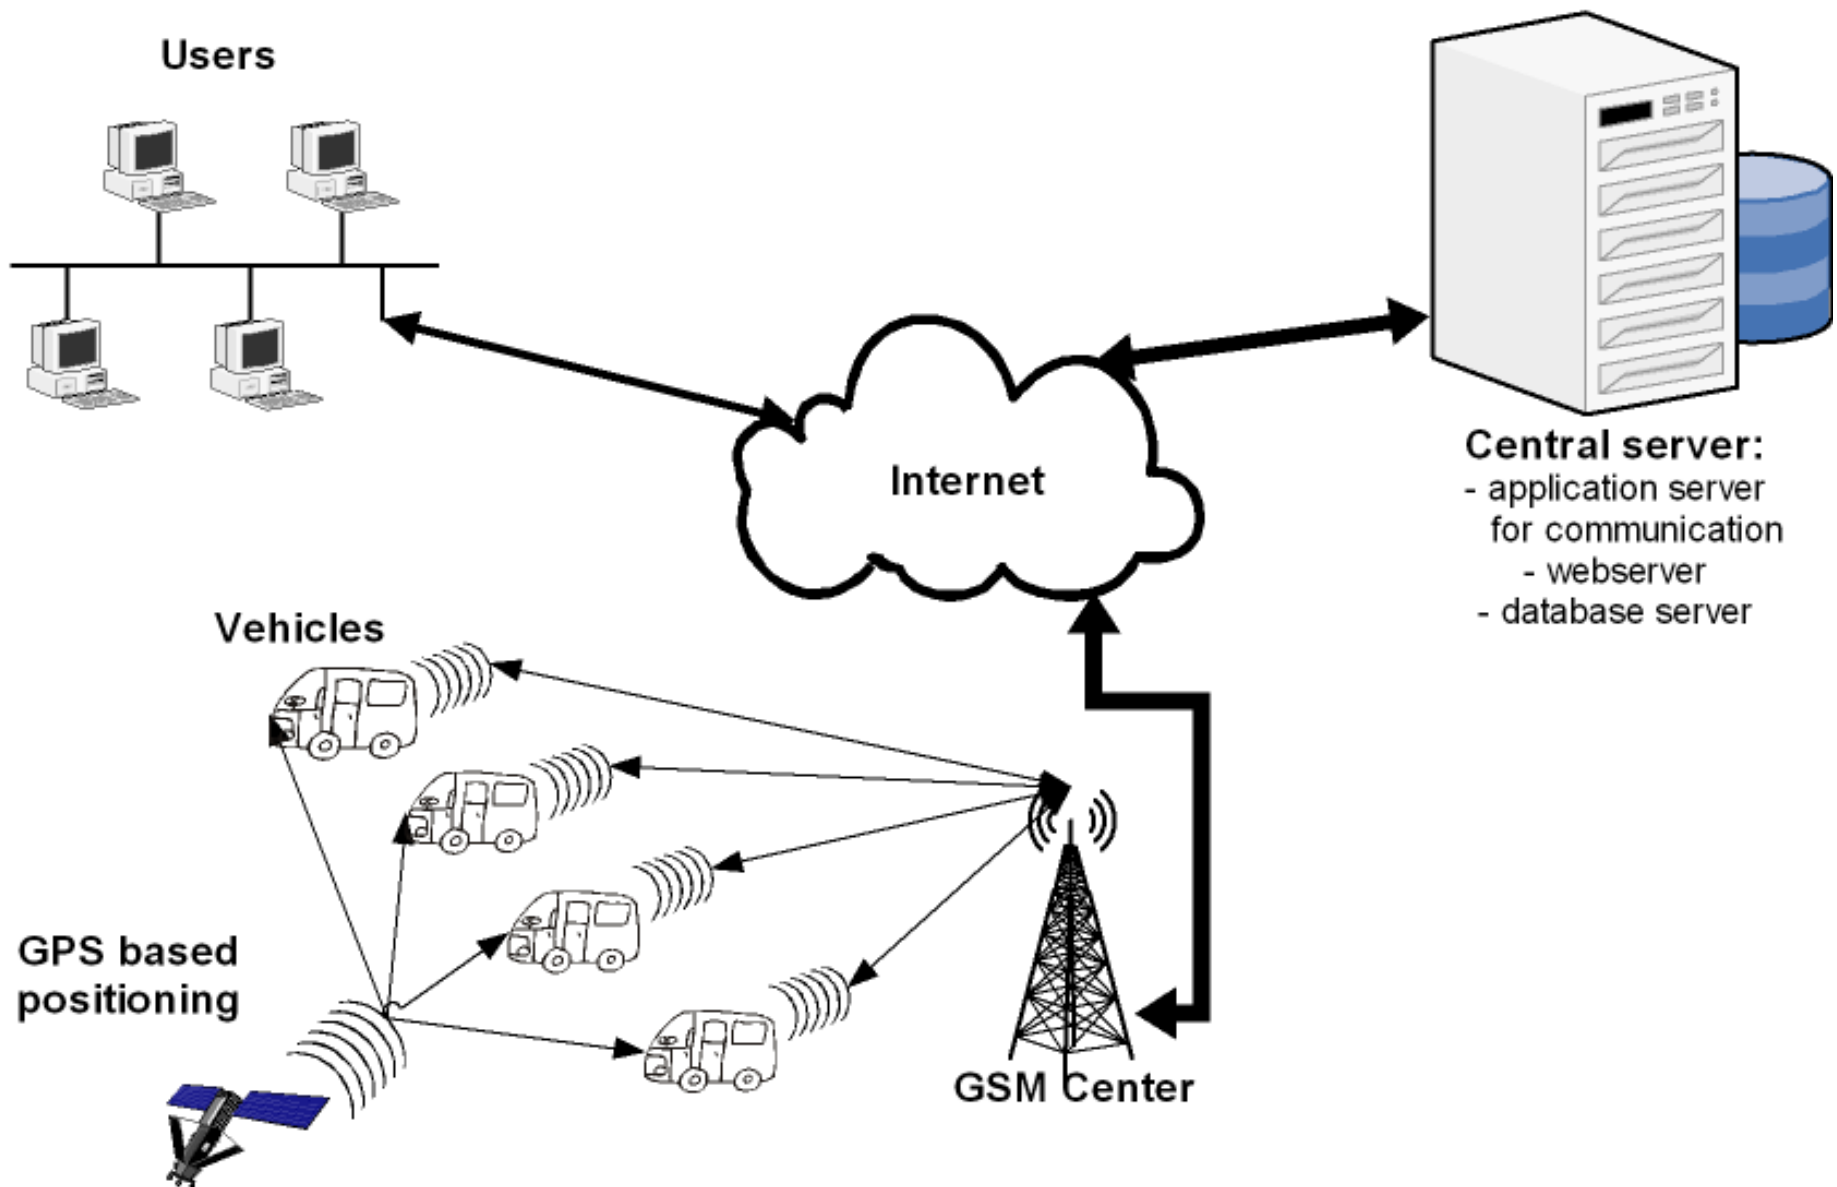 Users
Internet
Central server:
- application server
for communication
- webserver
- database server
Vehicles
GPS based
positioning
GSM Center